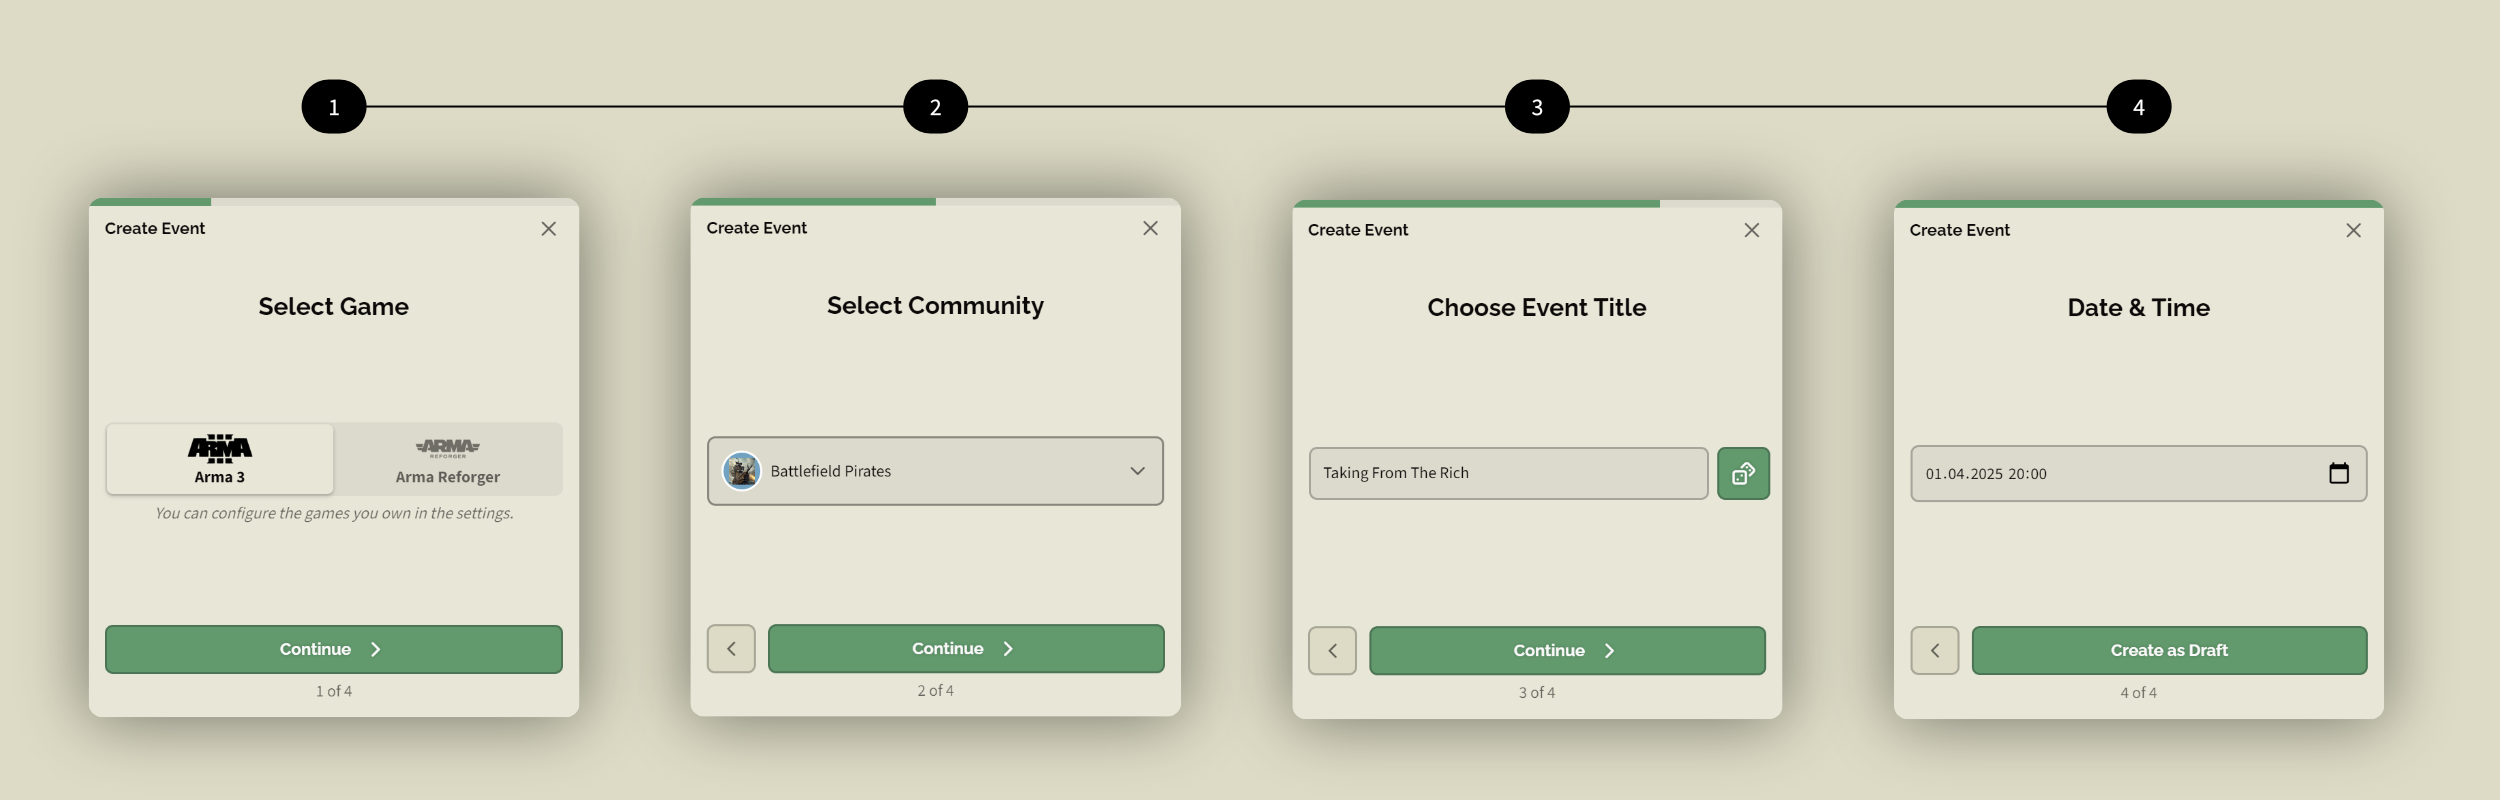 1
2
3
4
Create Event
Select Game
ARMA
Arma 3
ARMA
REFORGER
Arma Reforger
You can configure the games you own in the settings.
Continue
1 of 4
Create Event
Select Community
Battlefield Pirates
Continue
2 of 4
Create Event
Choose Event Title
Taking From The Rich
Continue
3 of 4
Create Event
Date & Time
01.04.2025 20:00
Create as Draft
4 of 4